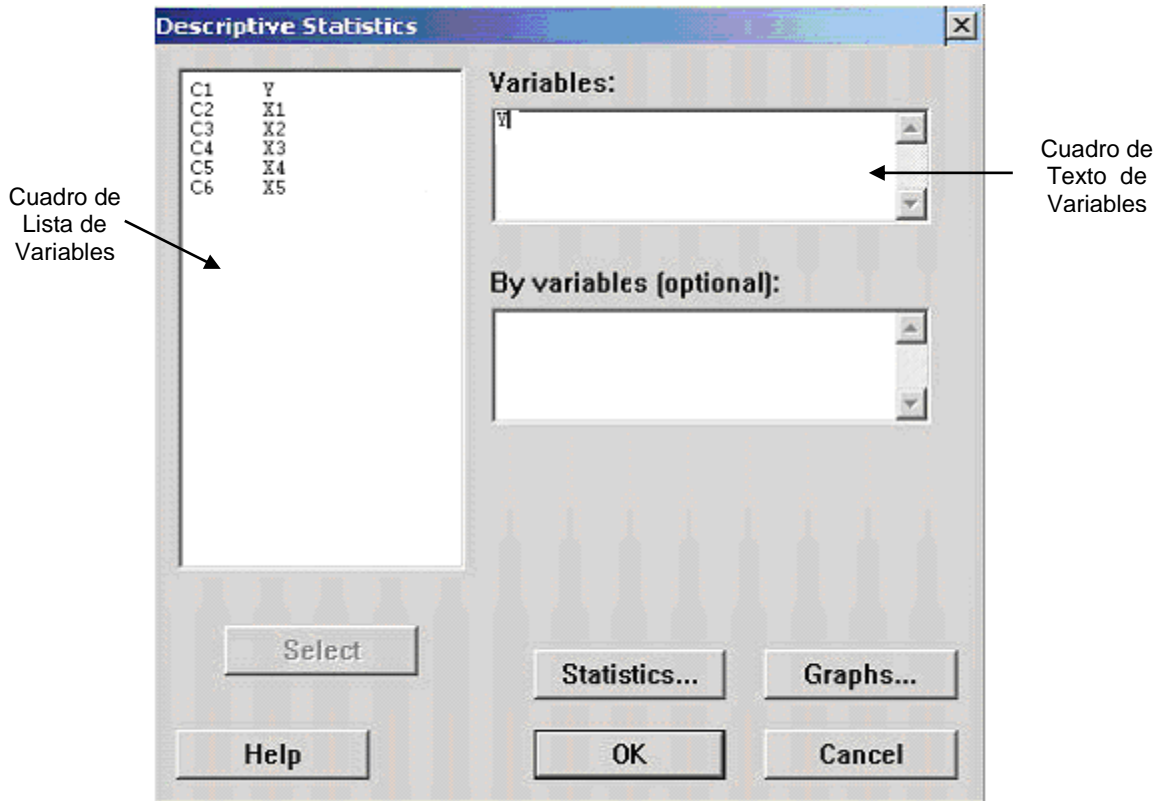 Descriptive Statistics
C1 Y
C2 X1
C3 X2
C4 X3
C5 X4
C6 X5
Variables:
Y
By variables (optional):
Cuadro de
Lista de
Variables
Cuadro de
Texto de
Variables
Select
Statistics...
Graphs...
Help
OK
Cancel